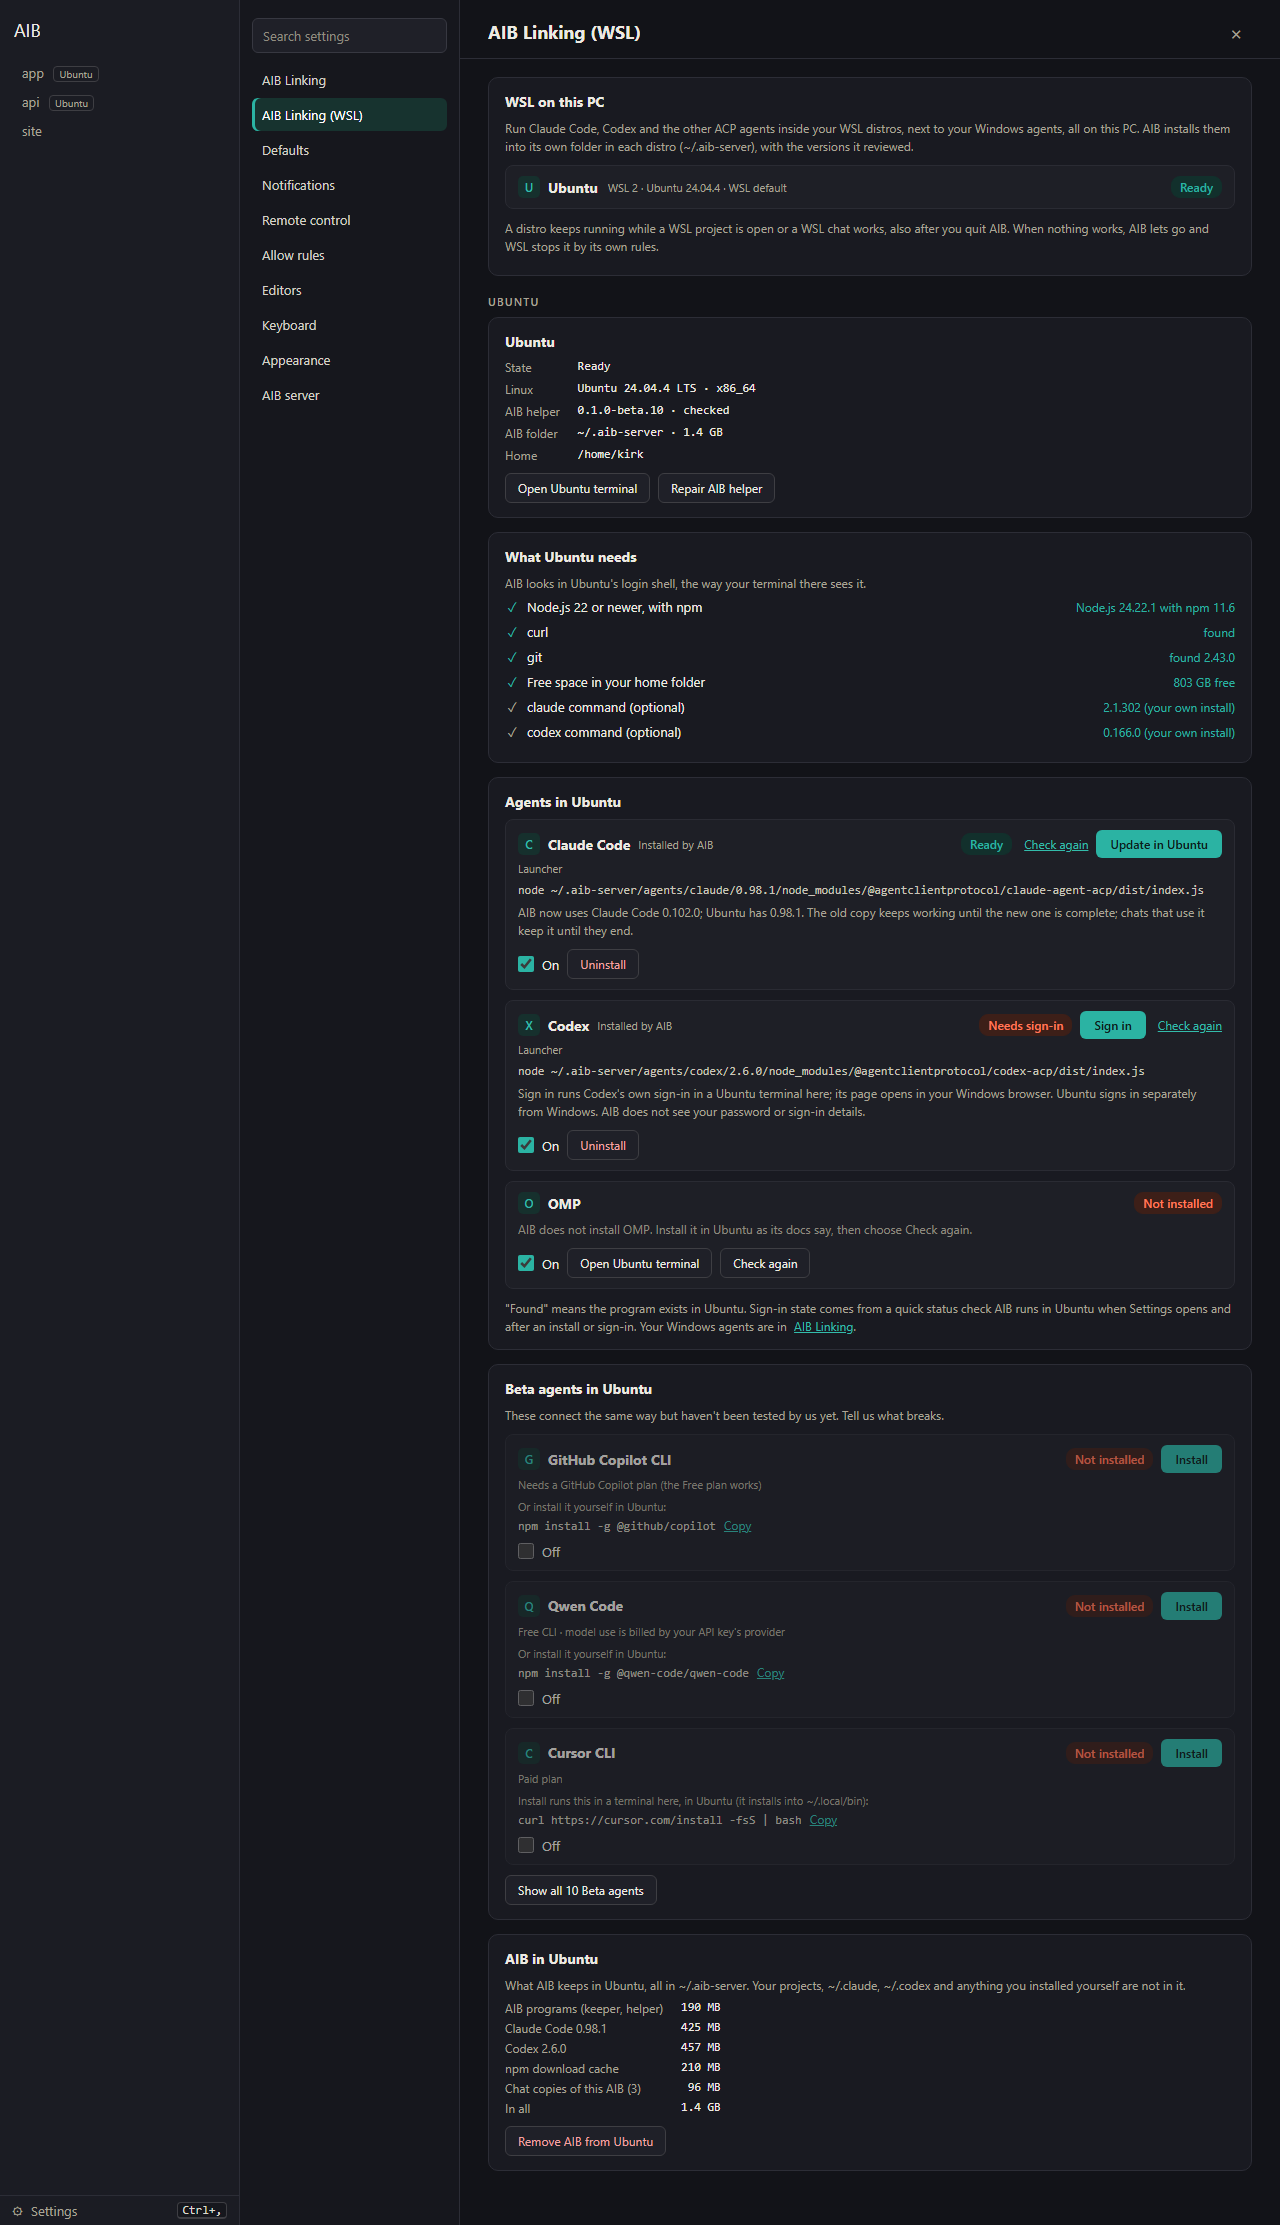 AIB
app Ubuntu
api Ubuntu
site
Settings Ctrl+,
Search settings
AIB Linking
AIB Linking (WSL)
Defaults
Notifications
Remote control
Allow rules
Editors
Keyboard
Appearance
AIB server
AIB Linking (WSL)
WSL on this PC
Run Claude Code, Codex and the other ACP agents inside your WSL distros, next to your Windows agents, all on this PC. AIB installs them
into its own folder in each distro (~/.aib-server), with the versions it reviewed.
U Ubuntu WSL 2 · Ubuntu 24.04.4 · WSL default Ready
A distro keeps running while a WSL project is open or a WSL chat works, also after you quit AIB. When nothing works, AIB lets go and
WSL stops it by its own rules.
UBUNTU
Ubuntu
State Ready
Linux Ubuntu 24.04.4 LTS · x86_64
AIB helper 0.1.0-beta.10 · checked
AIB folder ~/.aib-server · 1.4 GB
Home /home/kirk
Open Ubuntu terminal Repair AIB helper
What Ubuntu needs
AIB looks in Ubuntu's login shell, the way your terminal there sees it.
✓ Node.js 22 or newer, with npm Node.js 24.22.1 with npm 11.6
✓ curl found
✓ git found 2.43.0
✓ Free space in your home folder 803 GB free
✓ claude command (optional) 2.1.302 (your own install)
✓ codex command (optional) 0.166.0 (your own install)
Agents in Ubuntu
C Claude Code Installed by AIB Ready Check again Update in Ubuntu
Launcher
node ~/.aib-server/agents/claude/0.98.1/node_modules/@agentclientprotocol/claude-agent-acp/dist/index.js
AIB now uses Claude Code 0.102.0; Ubuntu has 0.98.1. The old copy keeps working until the new one is complete; chats that use it
keep it until they end.
On Uninstall
X Codex Installed by AIB Needs sign-in Sign in Check again
Launcher
node ~/.aib-server/agents/codex/2.6.0/node_modules/@agentclientprotocol/codex-acp/dist/index.js
Sign in runs Codex's own sign-in in a Ubuntu terminal here; its page opens in your Windows browser. Ubuntu signs in separately
from Windows. AIB does not see your password or sign-in details.
On Uninstall
O OMP Not installed
AIB does not install OMP. Install it in Ubuntu as its docs say, then choose Check again.
On Open Ubuntu terminal Check again
"Found" means the program exists in Ubuntu. Sign-in state comes from a quick status check AIB runs in Ubuntu when Settings opens and
after an install or sign-in. Your Windows agents are in AIB Linking.
Beta agents in Ubuntu
These connect the same way but haven't been tested by us yet. Tell us what breaks.
G GitHub Copilot CLI Not installed Install
Needs a GitHub Copilot plan (the Free plan works)
Or install it yourself in Ubuntu:
npm install -g @github/copilot Copy
Off
Q Qwen Code Not installed Install
Free CLI · model use is billed by your API key's provider
Or install it yourself in Ubuntu:
npm install -g @qwen-code/qwen-code Copy
Off
C Cursor CLI Not installed Install
Paid plan
Install runs this in a terminal here, in Ubuntu (it installs into ~/.local/bin):
curl https://cursor.com/install -fsS | bash Copy
Off
Show all 10 Beta agents
AIB in Ubuntu
What AIB keeps in Ubuntu, all in ~/.aib-server. Your projects, ~/.claude, ~/.codex and anything you installed yourself are not in it.
AIB programs (keeper, helper) 190 MB
Claude Code 0.98.1 425 MB
Codex 2.6.0 457 MB
npm download cache 210 MB
Chat copies of this AIB (3) 96 MB
In all 1.4 GB
Remove AIB from Ubuntu